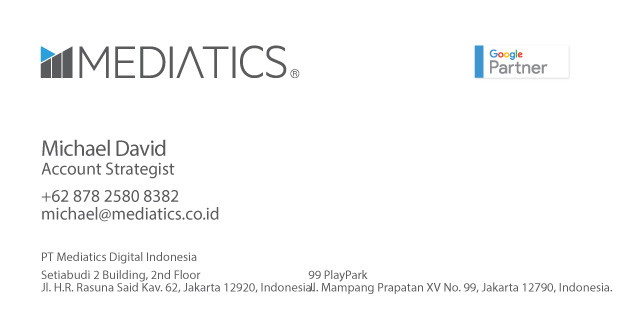 MEDIATICS®
Google
Partner
Michael David
Account Strategist
+62 878 2580 8382
michael@mediatics.co.id
PT Mediatics Digital Indonesia
Setiabudi 2 Building, 2nd Floor
Jl. H.R. Rasuna Said Kav. 62, Jakarta 12920, Indonesia.
99 PlayPark
Jl. Mampang Prapatan XV No. 99, Jakarta 12790, Indonesia.